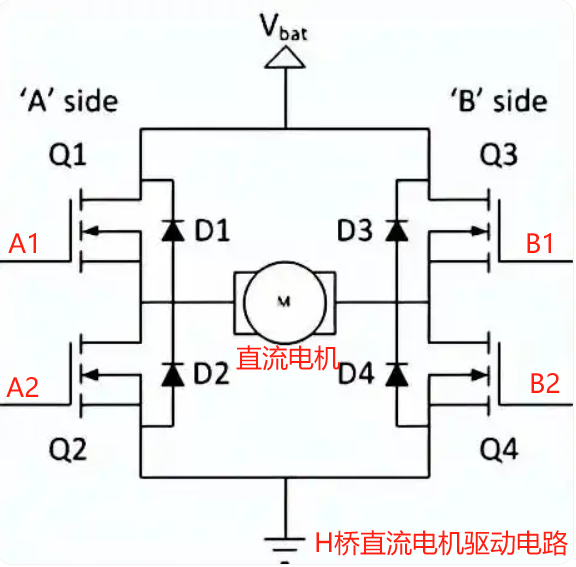 Vbat
'A' side
'B' side
Q1
Q3
A1
D1
D3
B1
M
直流电机
A2
D2
D4
B2
Q2
Q4
H桥直流电机驱动电路